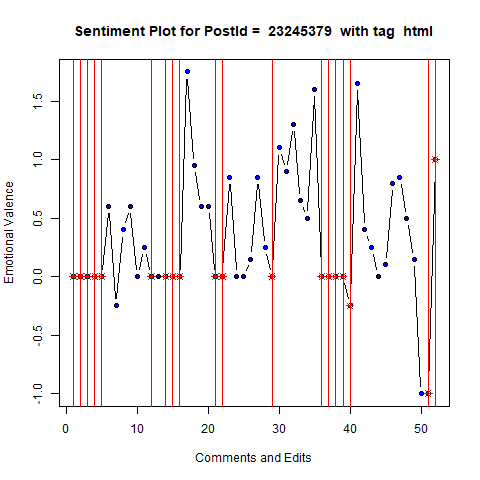 Sentiment Plot for PostId = 23245379 with tag html
Emotional Valence
1.5
1.0
0.5
0.0
-0.5
-1.0
0 10 20 30 40 50
Comments and Edits